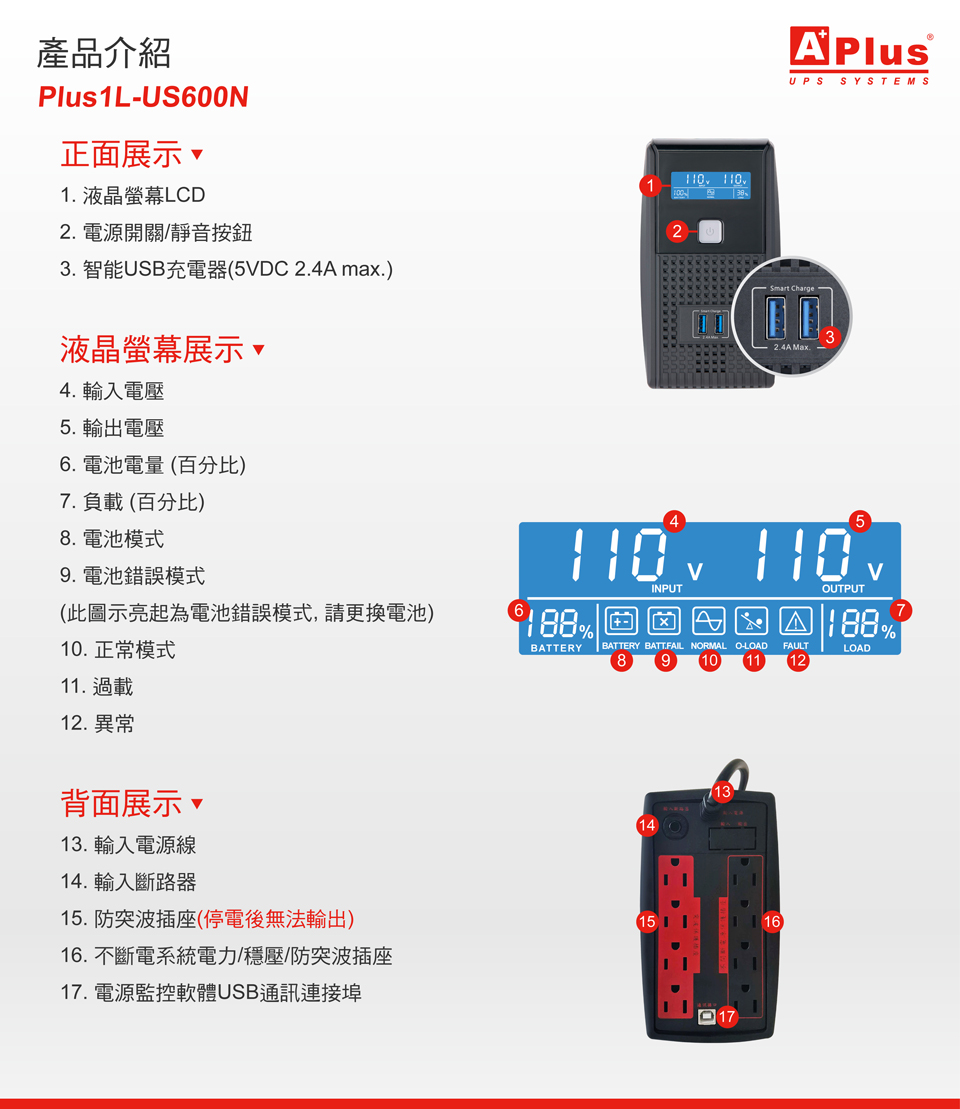 產品介紹
Plus1L-US600N
A+Plus®
UPS SYSTEMS
正面展示
1. 液晶螢幕LCD
2. 電源開關/靜音按鈕
3. 智能USB充電器(5VDC 2.4A max.)
110v 110v
100% 38%
1
2
Smart Charge
2.4A Max.
Smart Charge
2.4A Max.
3
液晶螢幕展示
4. 輸入電壓
5. 輸出電壓
6. 電池電量 (百分比)
7. 負載 (百分比)
8. 電池模式
9. 電池錯誤模式
(此圖示亮起為電池錯誤模式, 請更換電池)
10. 正常模式
11. 過載
12. 異常
4 5
110 V 110 V
INPUT OUTPUT
6 7
188% 188%
BATTERY BATTERY BATT.FAIL NORMAL O-LOAD FAULT LOAD
8 9 10 11 12
背面展示
13. 輸入電源線
14. 輸入斷路器
15. 防突波插座(停電後無法輸出)
16. 不斷電系統電力/穩壓/防突波插座
17. 電源監控軟體USB通訊連接埠
13
14
15 16
17